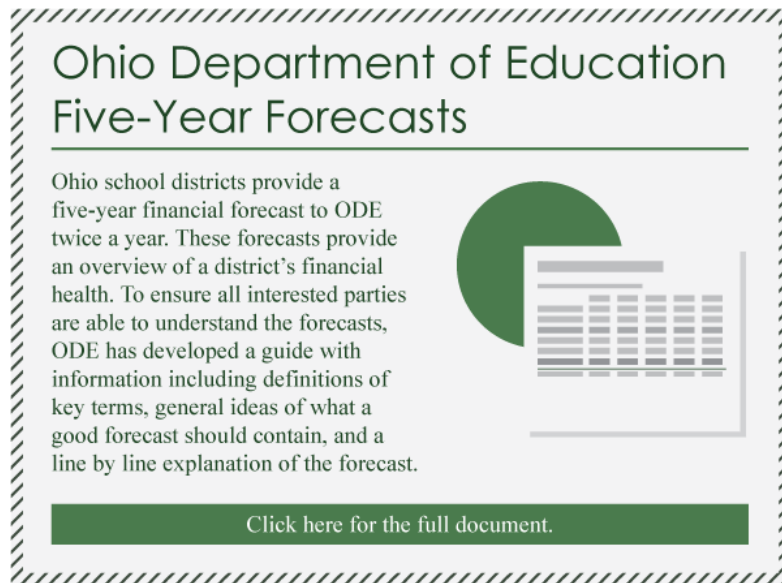 Ohio Department of Education
Five-Year Forecasts
Ohio school districts provide a
five-year financial forecast to ODE
twice a year. These forecasts provide
an overview of a district's financial
health. To ensure all interested parties
are able to understand the forecasts,
ODE has developed a guide with
information including definitions of
key terms, general ideas of what a
good forecast should contain, and a
line by line explanation of the forecast.
Click here for the full document.